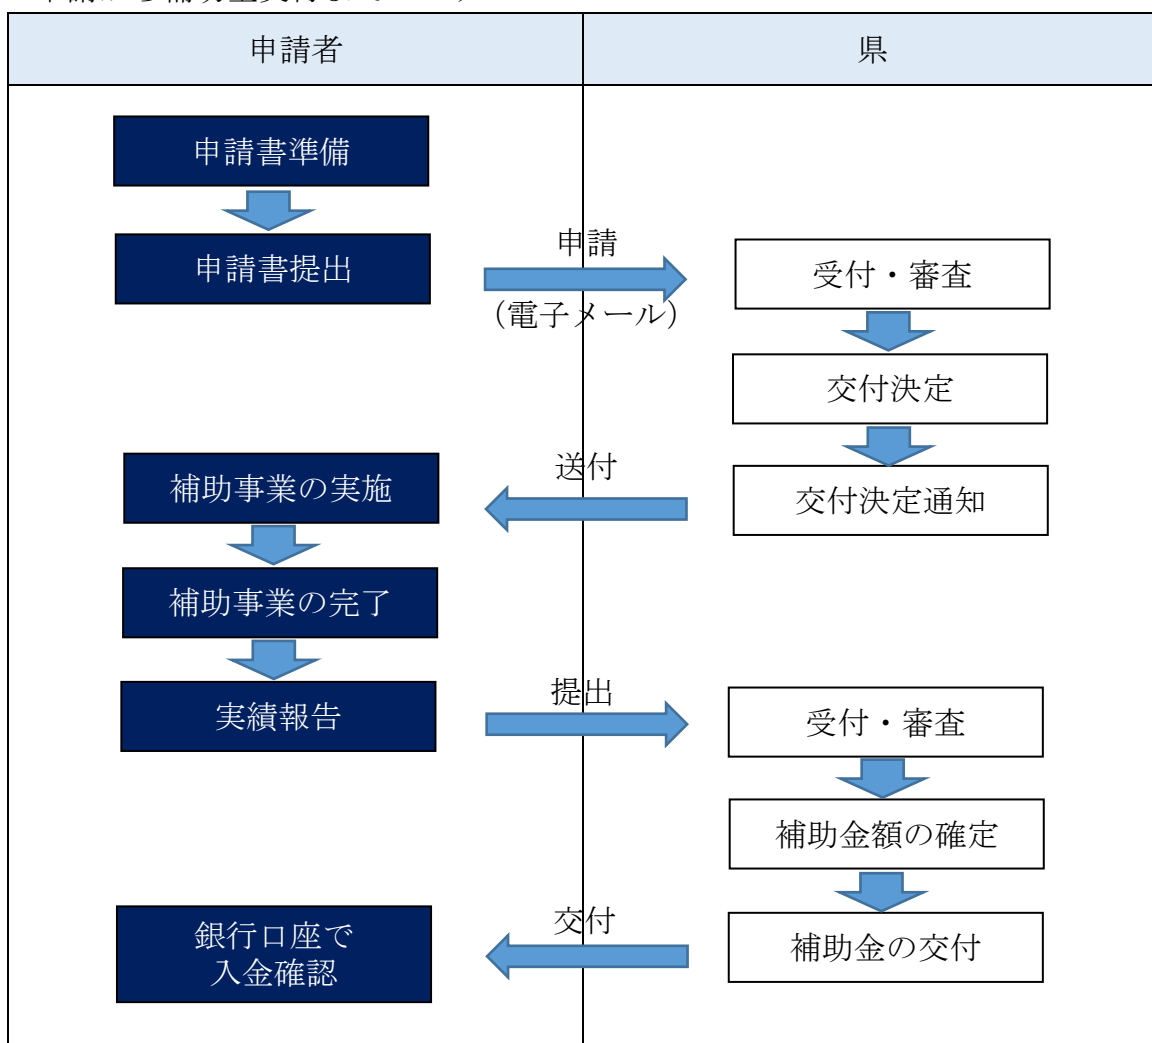 申請者
県
申請書準備
申請書提出
申請
(電子メール)
受付・審査
交付決定
交付決定通知
送付
補助事業の実施
補助事業の完了
実績報告
提出
受付・審査
補助金額の確定
補助金の交付
交付
銀行口座で
入金確認